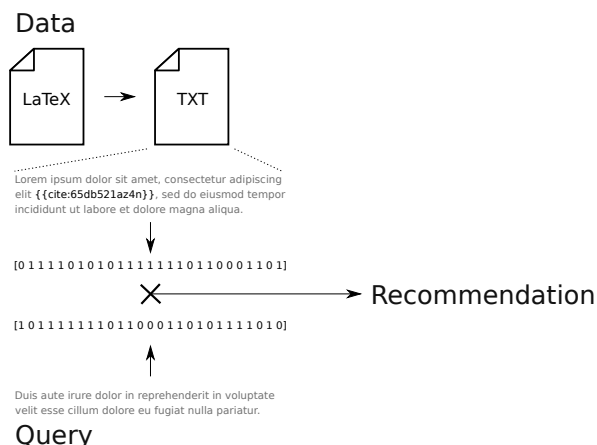 Data
LaTeX
TXT
Lorem ipsum dolor sit amet, consectetur adipiscing
elit {{cite:65db521az4n}}, sed do eiusmod tempor
incididunt ut labore et dolore magna aliqua.
[0 1 1 1 1 0 1 0 1 0 1 1 1 1 1 1 1 1 0 1 1 0 0 0 1 1 0 1]
Recommendation
[1 0 1 1 1 1 1 1 1 0 1 1 0 0 0 1 1 0 1 0 1 1 1 1 0 1 0]
Duis aute irure dolor in reprehenderit in voluptate
velit esse cillum dolore eu fugiat nulla pariatur.
Query